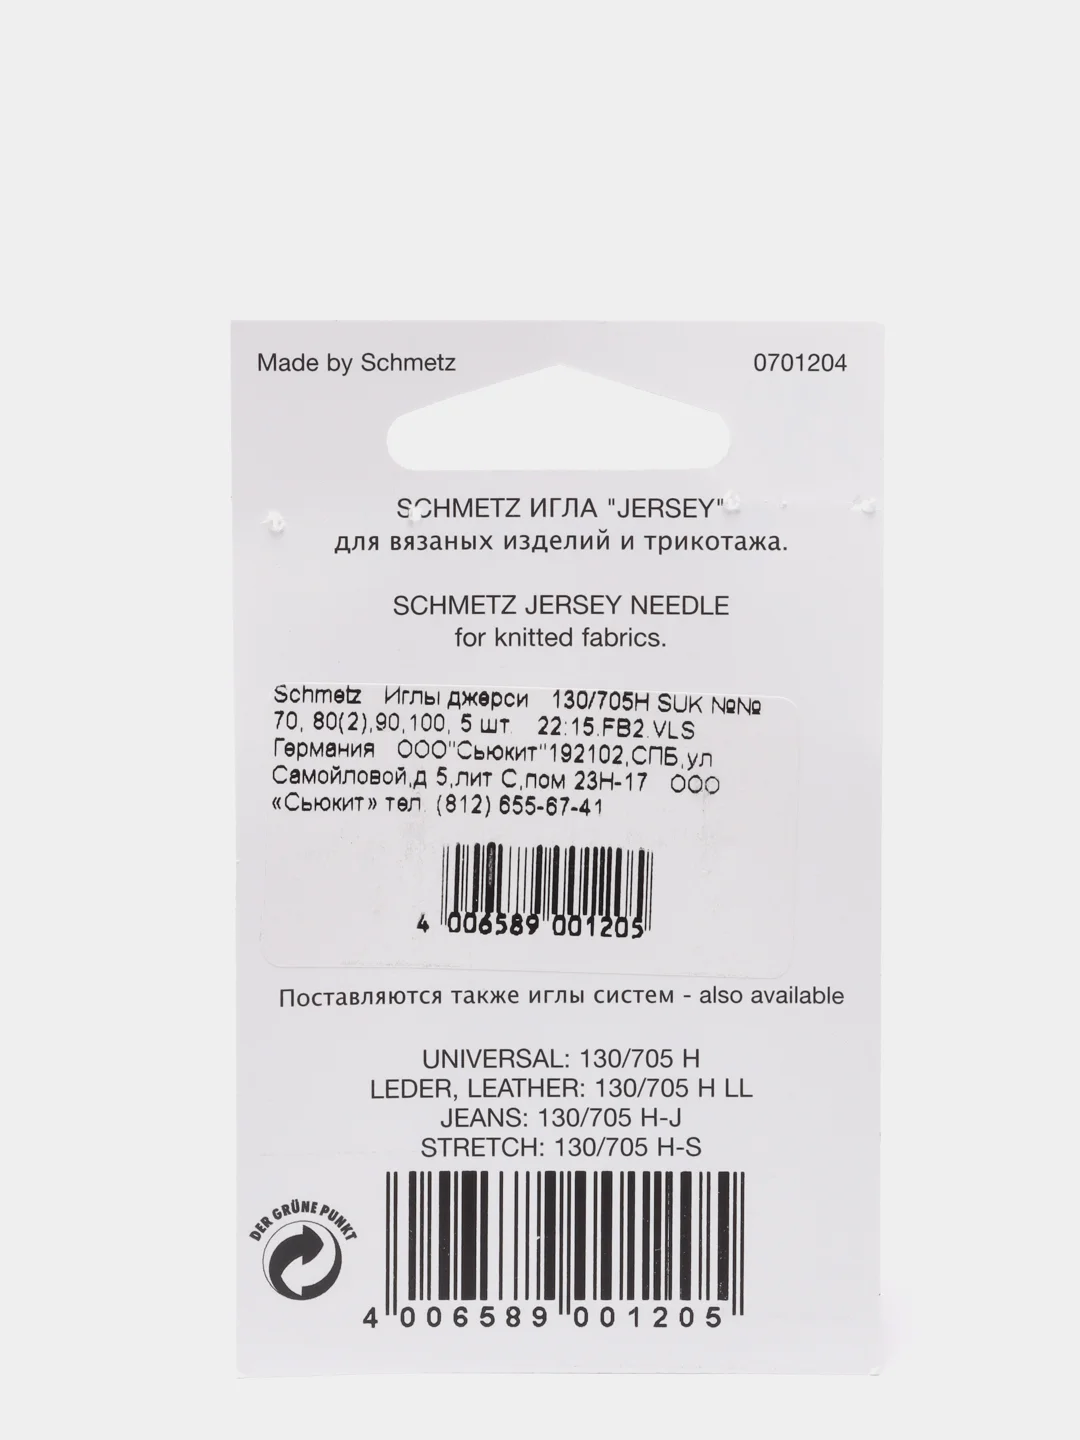 Made by Schmetz 0701204
SCHMETZ ИГЛА "JERSEY"
для вязаных изделий и трикотажа.
SCHMETZ JERSEY NEEDLE
for knitted fabrics.
Schmetz Иглы джерси 130/705H SUK №№
70, 80(2),90,100, 5 шт. 22.15.FB2.VLS
Германия ООО"Сьюкит"192102,СПБ,ул
Самойловой,д 5,лит С,пом 23Н-17 ООО
«Сьюкит» тел. (812) 655-67-41
4 006589 001205
Поставляются также иглы систем - also available
UNIVERSAL: 130/705 H
LEDER, LEATHER: 130/705 H LL
JEANS: 130/705 H-J
STRETCH: 130/705 H-S
DER GRÜNE PUNKT
4 006589 001205